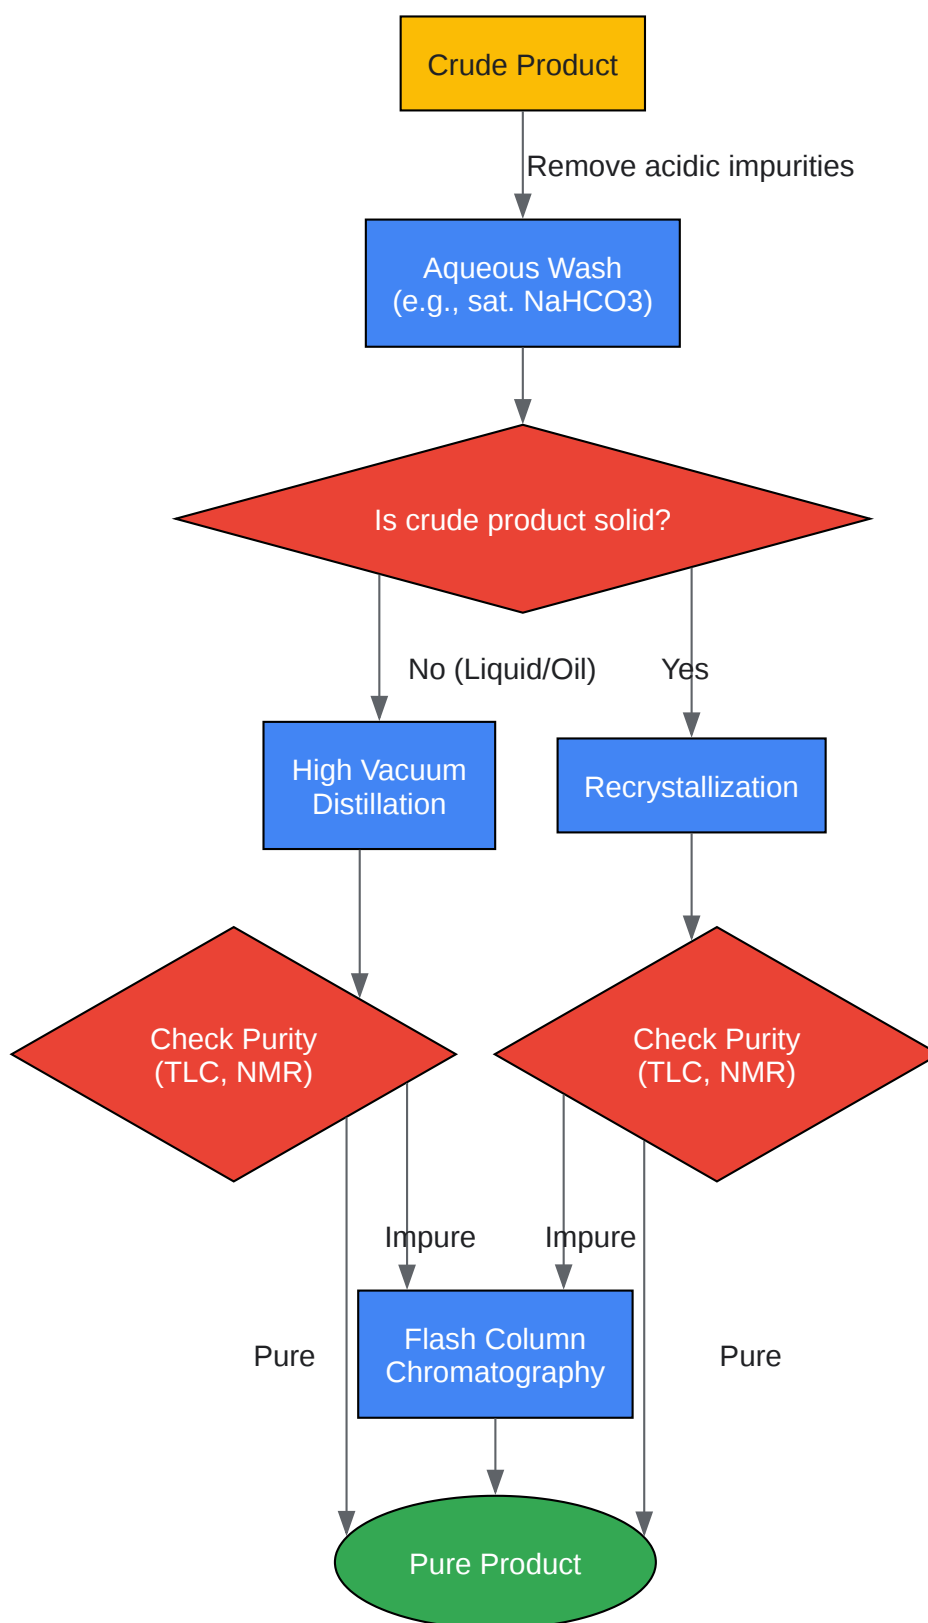 Crude Product
Remove acidic impurities
Aqueous Wash
(e.g., sat. NaHCO3)
Is crude product solid?
No (Liquid/Oil)
Yes
High Vacuum
Distillation
Recrystallization
Check Purity
(TLC, NMR)
Check Purity
(TLC, NMR)
Impure
Impure
Flash Column
Chromatography
Pure
Pure
Pure Product